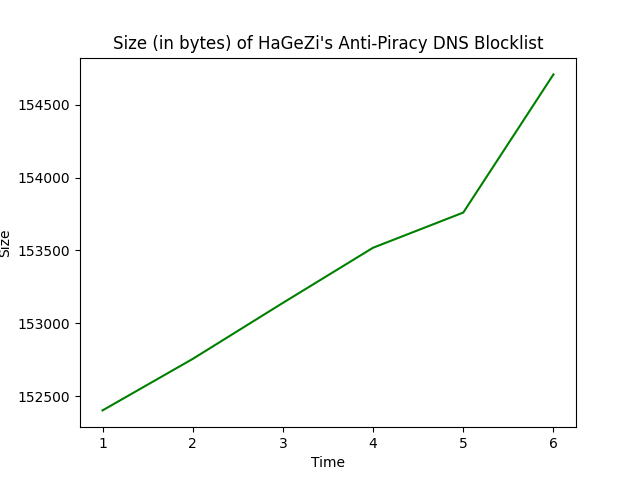 Size (in bytes) of HaGeZi's Anti-Piracy DNS Blocklist
154500
154000
153500
153000
152500
Size
1 2 3 4 5 6
Time